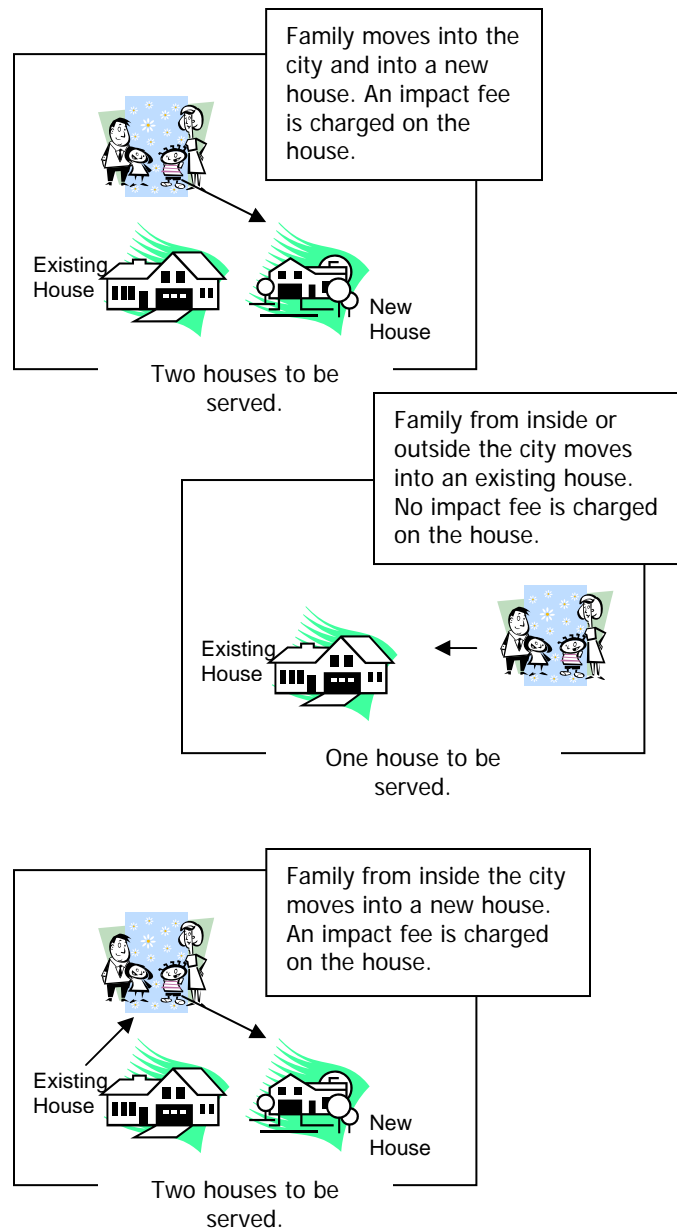 Family moves into the
city and into a new
house. An impact fee
is charged on the
house.
Existing
House
New
House
Two houses to be
served.
Family from inside or
outside the city moves
into an existing house.
No impact fee is charged
on the house.
Existing
House
One house to be
served.
Family from inside the city
moves into a new house.
An impact fee is charged
on the house.
Existing
House
New
House
Two houses to be
served.